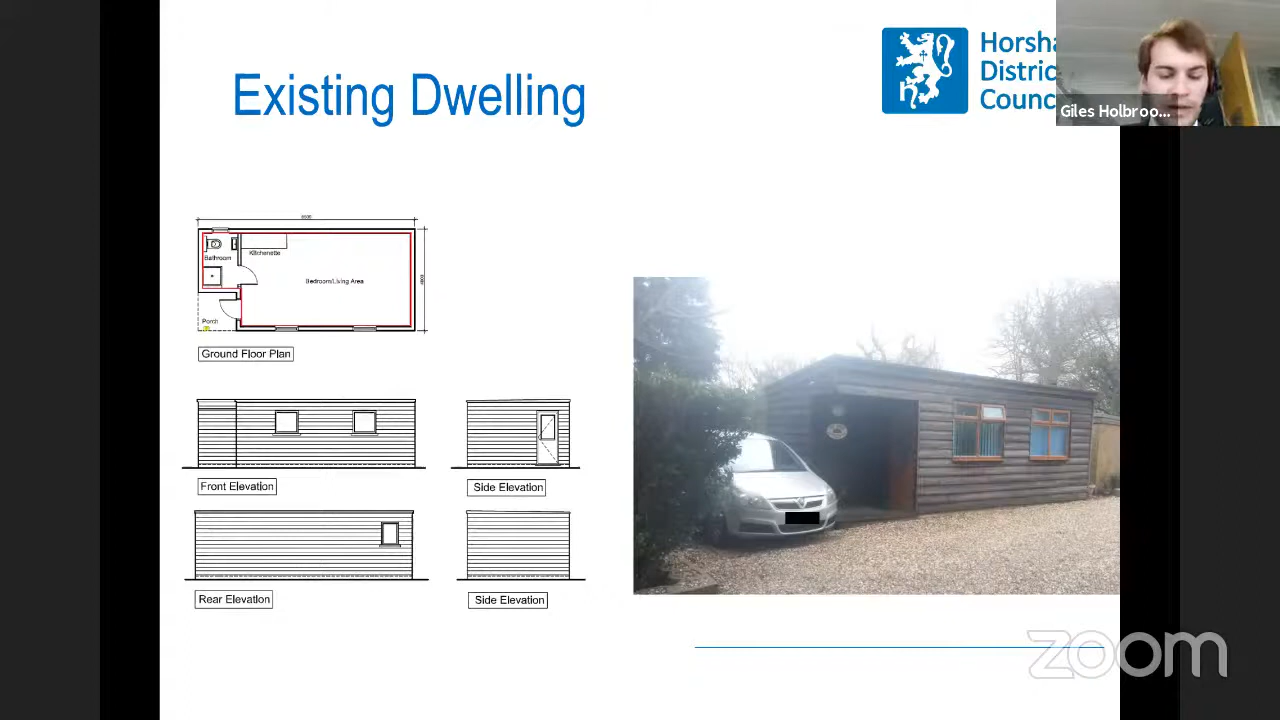 Existing Dwelling
Horsha
Distric
Counc
Giles Holbroo...
Bathroom
Kitchenette
Bedroom/Living Area
Porch
Ground Floor Plan
Front Elevation
Side Elevation
Rear Elevation
Side Elevation
zoom